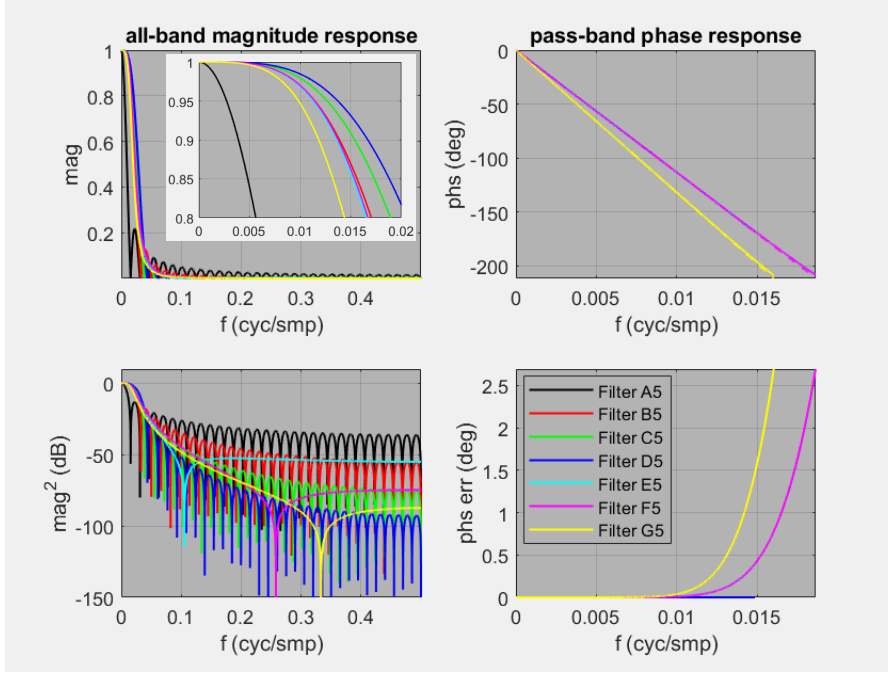 all-band magnitude response
1
0.8
0.6
0.4
0.2
mag
0 0.1 0.2 0.3 0.4
f (cyc/smp)
1
0.95
0.9
0.85
0.8
0 0.005 0.01 0.015 0.02
pass-band phase response
0
-50
-100
-150
-200
phs (deg)
0 0.005 0.01 0.015
f (cyc/smp)
0
-50
-100
-150
mag2 (dB)
0 0.1 0.2 0.3 0.4
f (cyc/smp)
2.5
2
1.5
1
0.5
0
phs err (deg)
Filter A5
Filter B5
Filter C5
Filter D5
Filter E5
Filter F5
Filter G5
0 0.005 0.01 0.015
f (cyc/smp)